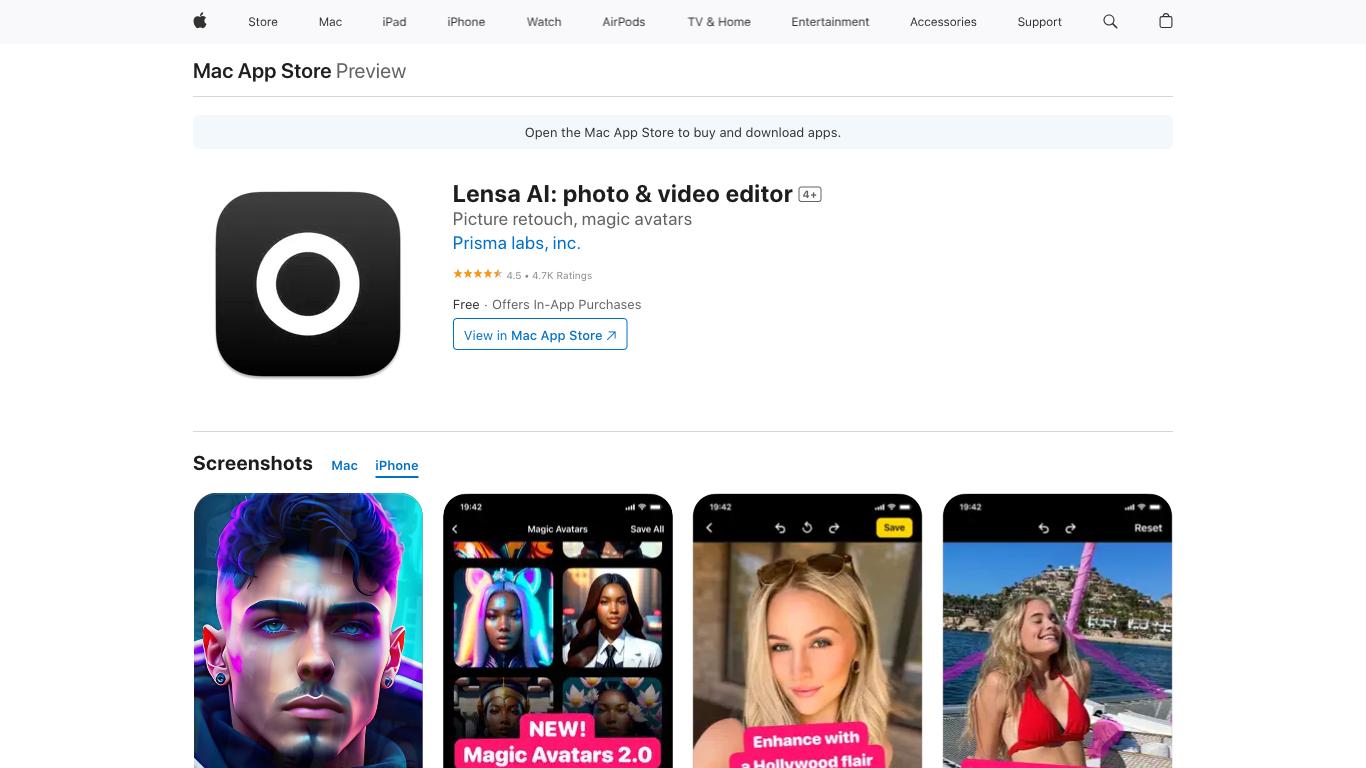 Store Mac iPad iPhone Watch AirPods TV & Home Entertainment Accessories Support
Mac App Store Preview
Open the Mac App Store to buy and download apps.
Lensa AI: photo & video editor 4+
Picture retouch, magic avatars
Prisma labs, inc.
4.5 • 4.7K Ratings
Free · Offers In-App Purchases
View in Mac App Store
Screenshots Mac iPhone
19:42
Magic Avatars Save All
NEW!
Magic Avatars 2.0
19:42
Save
Enhance with
a Hollywood flair
19:42
Reset